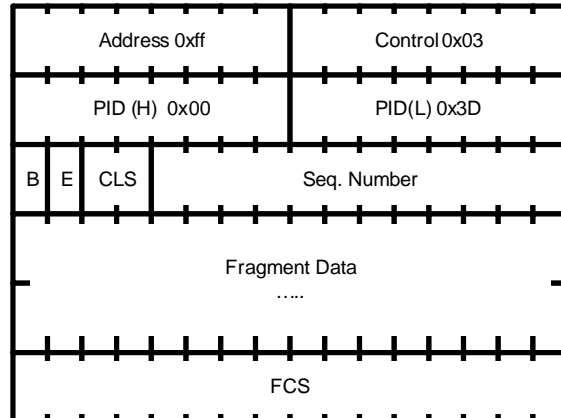 Address 0xff Control 0x03
PID (H) 0x00 PID(L) 0x3D
B E CLS Seq. Number
Fragment Data
.....
FCS